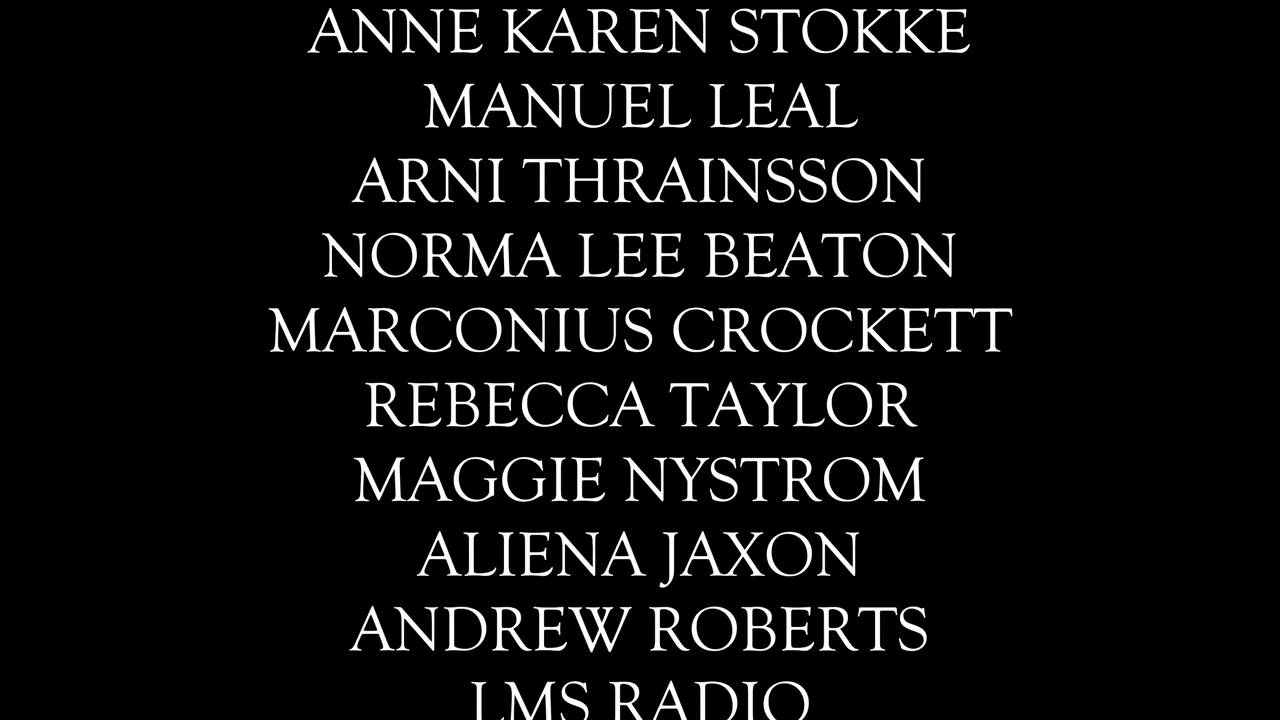 ANNE KAREN STOKKE
MANUEL LEAL
ARNI THRAINSSON
NORMA LEE BEATON
MARCONIUS CROCKETT
REBECCA TAYLOR
MAGGIE NYSTROM
ALIENA JAXON
ANDREW ROBERTS
LMS RADIO